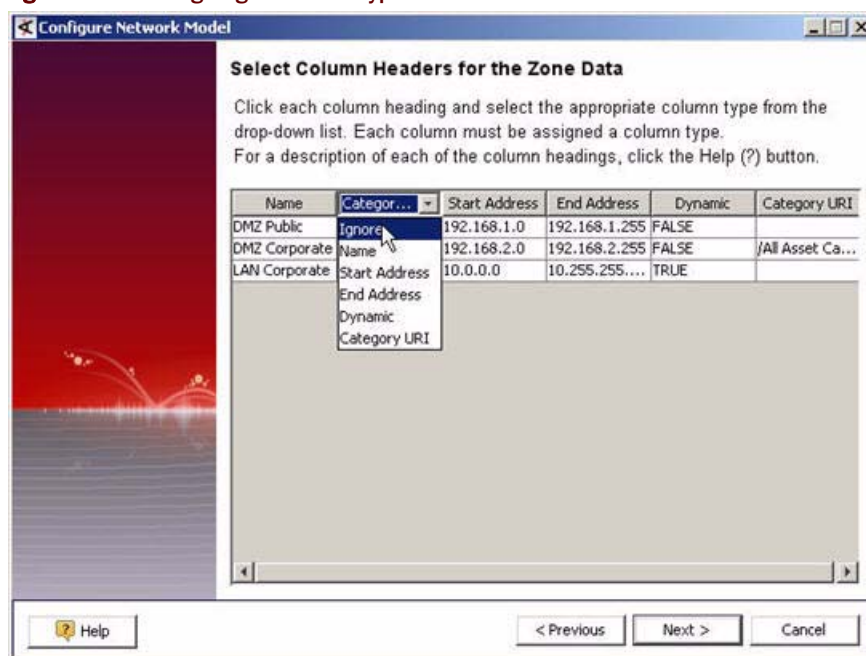 Configure Network Model
Select Column Headers for the Zone Data
Click each column heading and select the appropriate column type from the
drop-down list. Each column must be assigned a column type.
For a description of each of the column headings, click the Help (?) button.
Name Categor... Start Address End Address Dynamic Category URI
DMZ Public 192.168.1.0 192.168.1.255 FALSE
DMZ Corporate 192.168.2.0 192.168.2.255 FALSE /All Asset Ca...
LAN Corporate 10.0.0.0 10.255.255.... TRUE
Ignore
Name
Start Address
End Address
Dynamic
Category URI
Help < Previous Next > Cancel